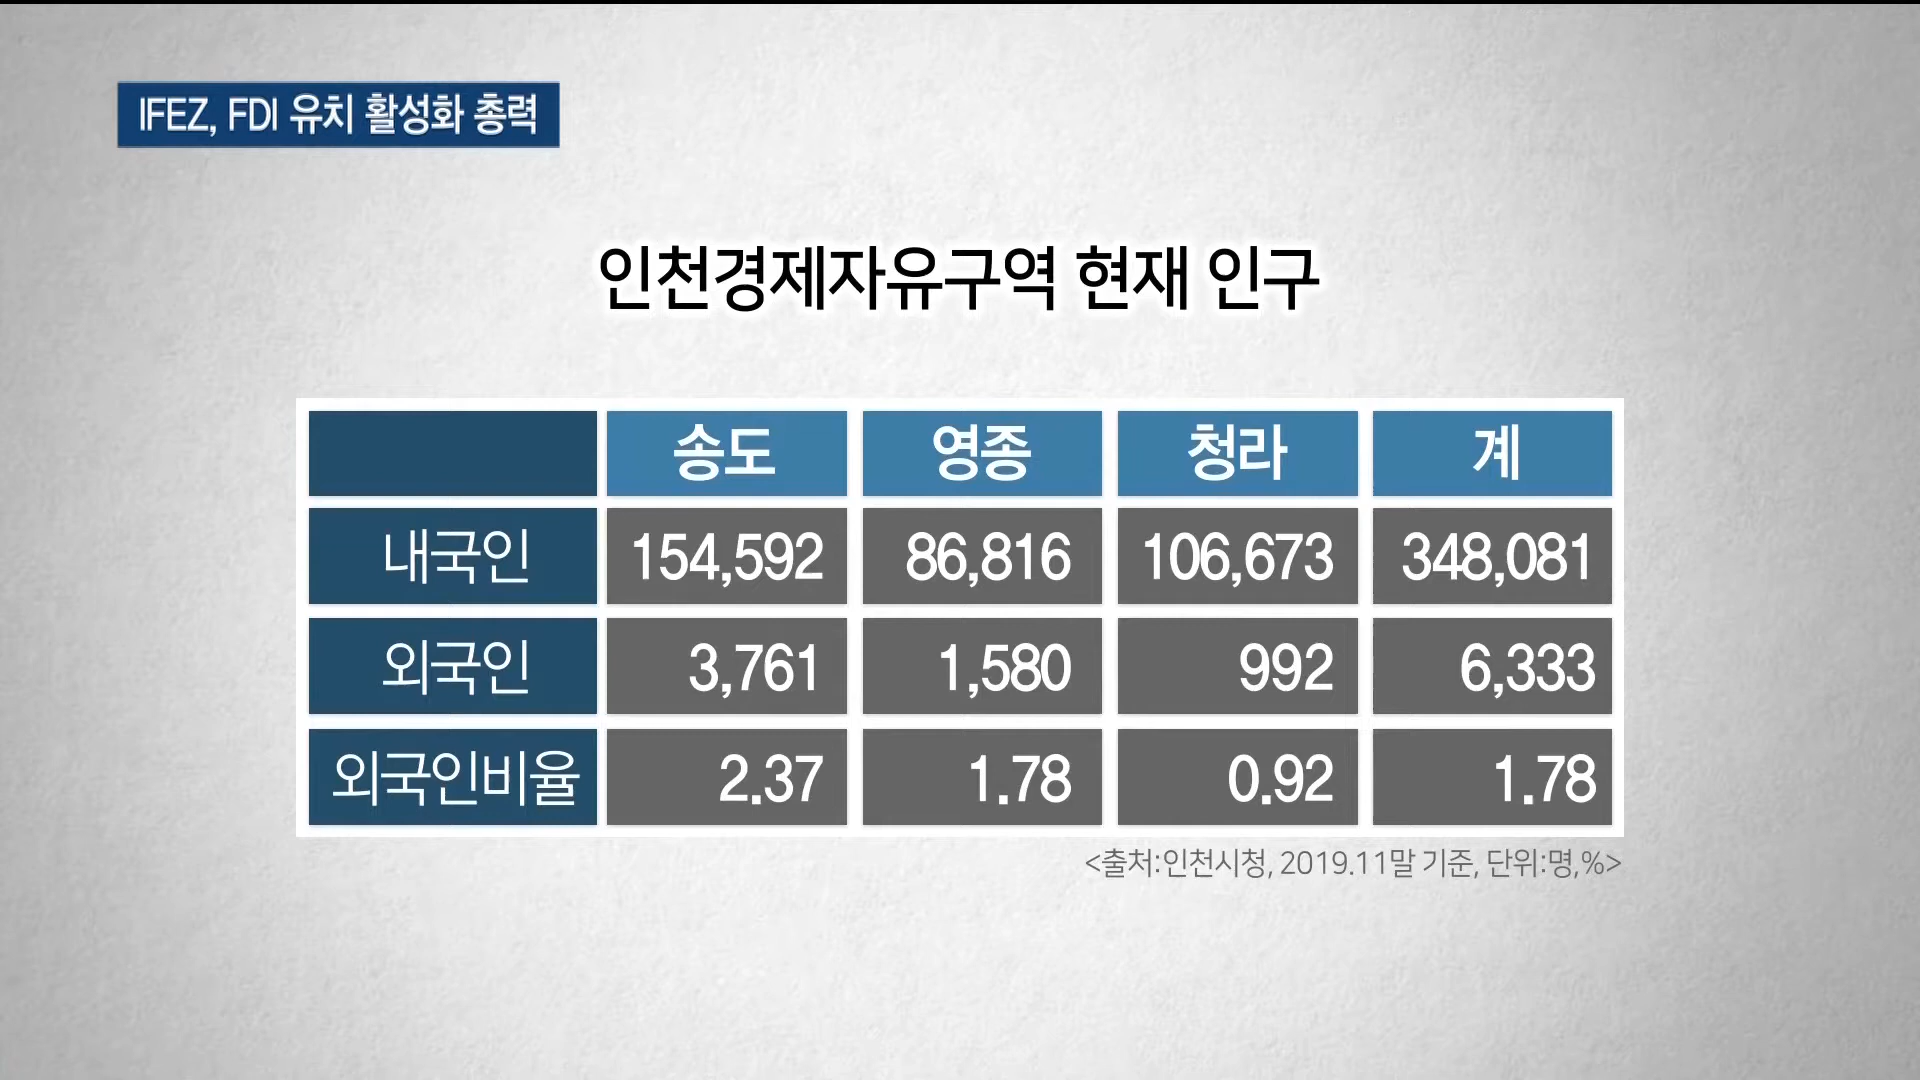 IFEZ, FDI 유치 활성화 총력
인천경제자유구역 현재 인구
송도 영종 청라 계
내국인 154,592 86,816 106,673 348,081
외국인 3,761 1,580 992 6,333
외국인비율 2.37 1.78 0.92 1.78
<출처:인천시청, 2019.11말 기준, 단위:명,%>